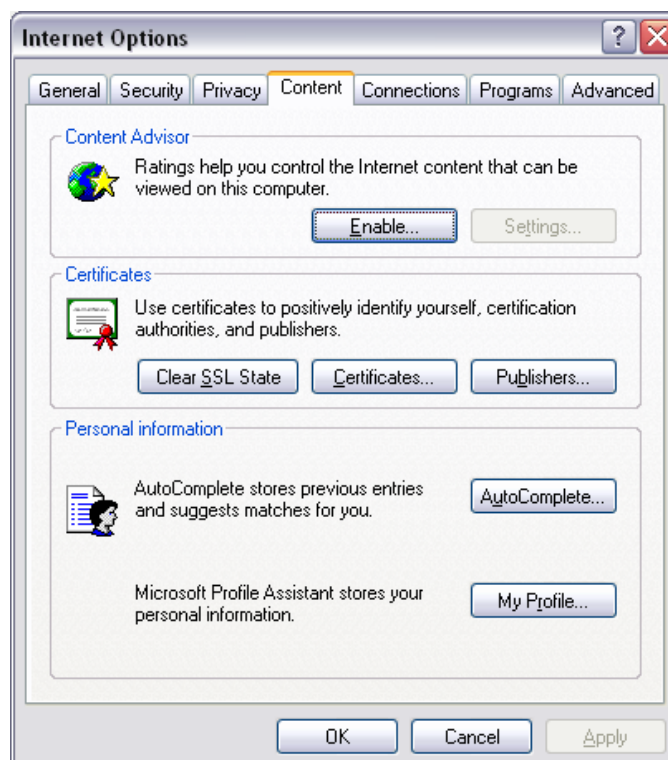 Internet Options
General Security Privacy Content Connections Programs Advanced
Content Advisor
Ratings help you control the Internet content that can be
viewed on this computer.
Enable... Settings...
Certificates
Use certificates to positively identify yourself, certification
authorities, and publishers.
Clear SSL State Certificates... Publishers...
Personal information
AutoComplete stores previous entries
and suggests matches for you.
AutoComplete...
Microsoft Profile Assistant stores your
personal information.
My Profile...
OK Cancel Apply